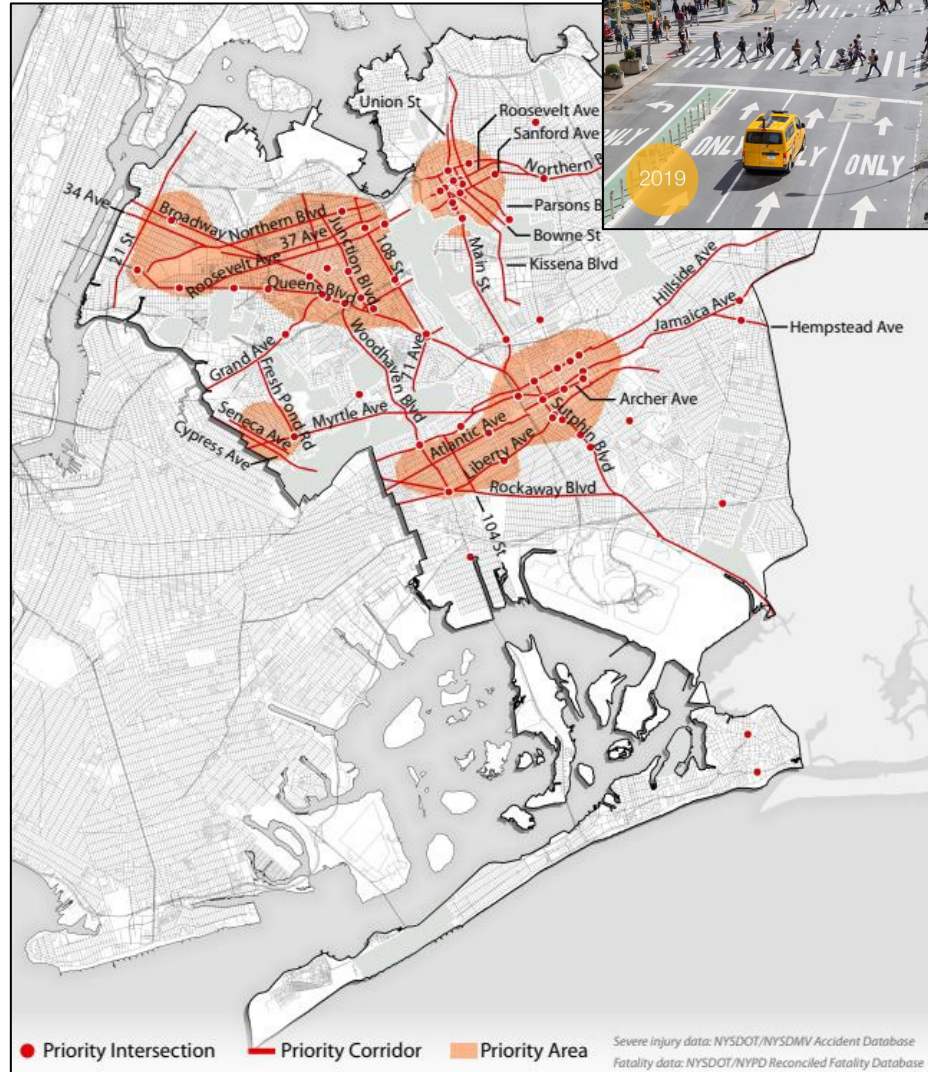 Union St
Roosevelt Ave
Sanford Ave
Northern B
Parsons B
Bowne St
Kissena Blvd
Main St
34 Ave
21 St
Broadway
Northern Blvd
37 Ave
Junction Blvd
108 St
Roosevelt Ave
Queens Blvd
Hillside Ave
Jamaica Ave
Hempstead Ave
Grand Ave
Fresh Pond Rd
Woodhaven Blvd
71 Ave
Archer Ave
Seneca Ave
Myrtle Ave
Cypress Ave
Atlantic Ave
Liberty Ave
Sutphin Blvd
Rockaway Blvd
104 St
ONLY
ONLY
LY
ONLY
2019
Priority Intersection
Priority Corridor
Priority Area
Severe injury data: NYSDOT/NYSDMV Accident Database
Fatality data: NYSDOT/NYPD Reconciled Fatality Database